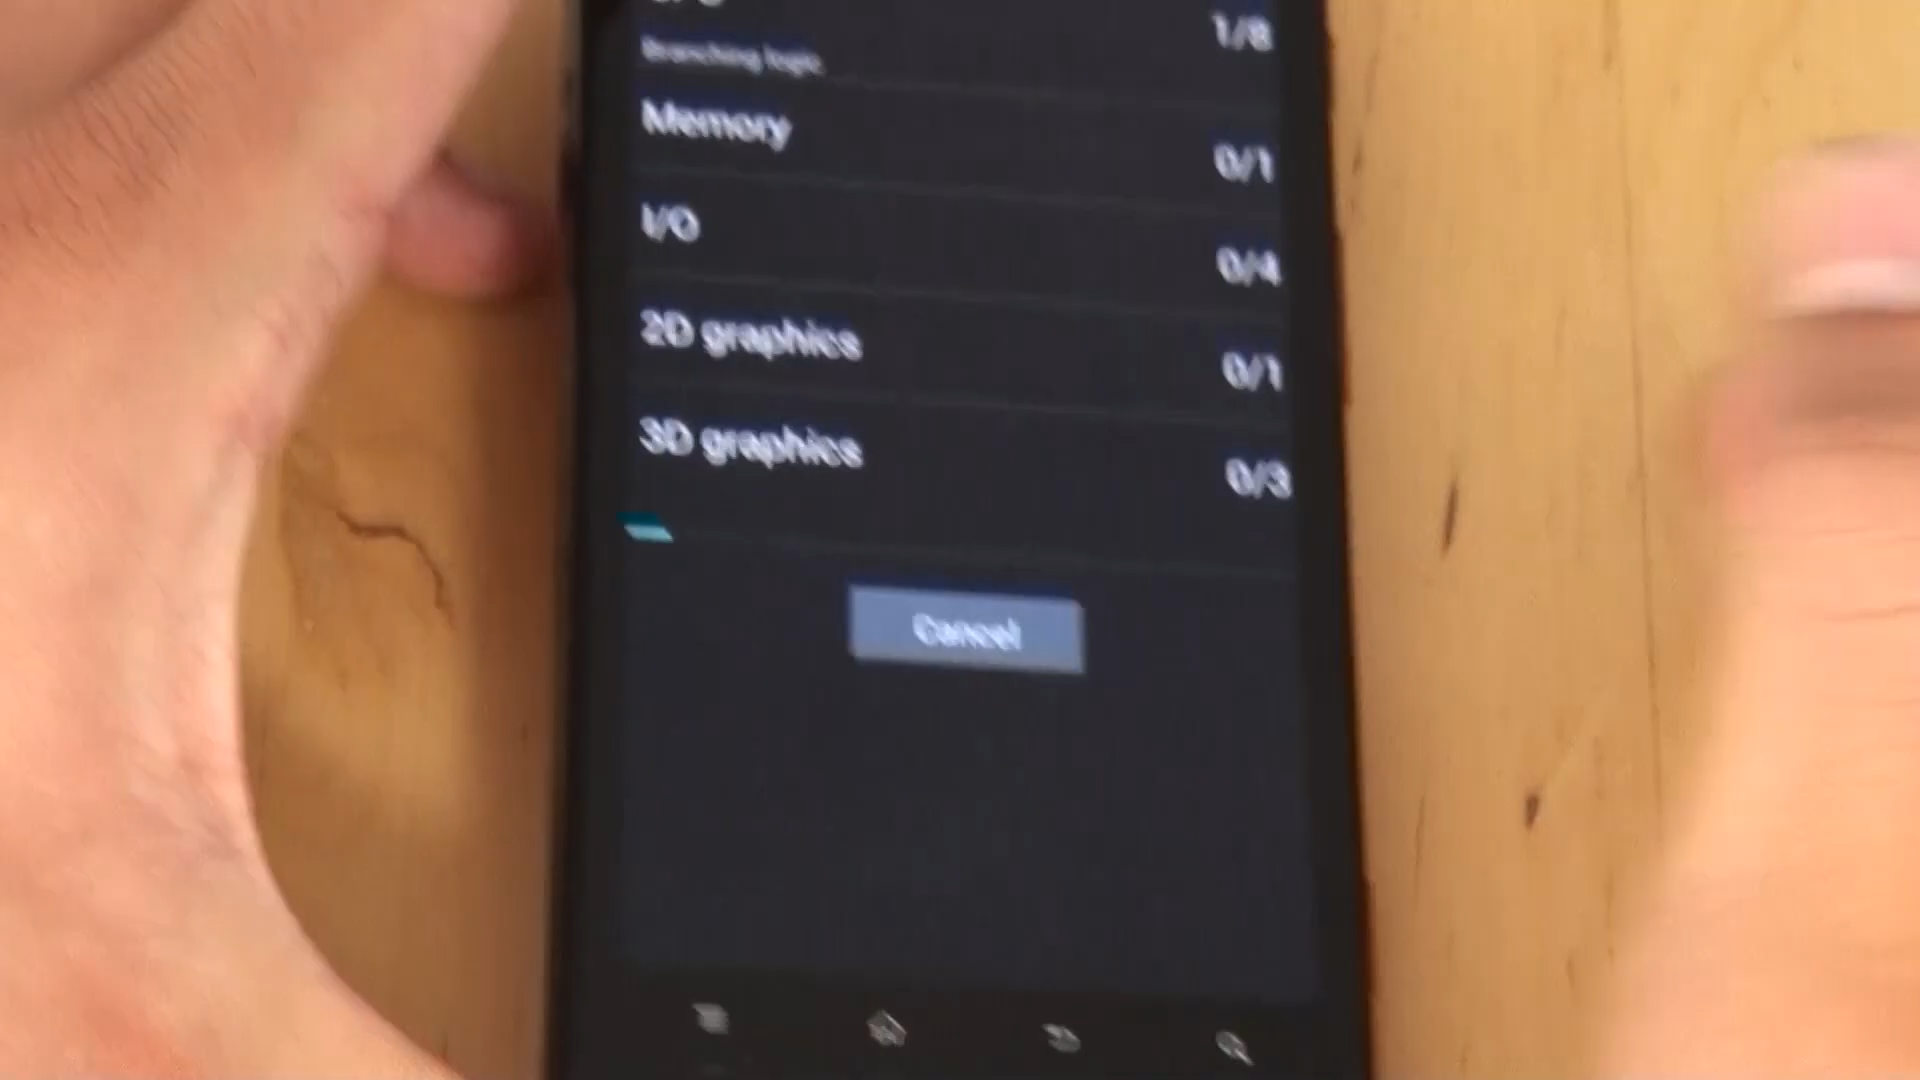 1/8
Branching logic
Memory 0/1
I/O 0/4
2D graphics 0/1
3D graphics 0/3
Cancel